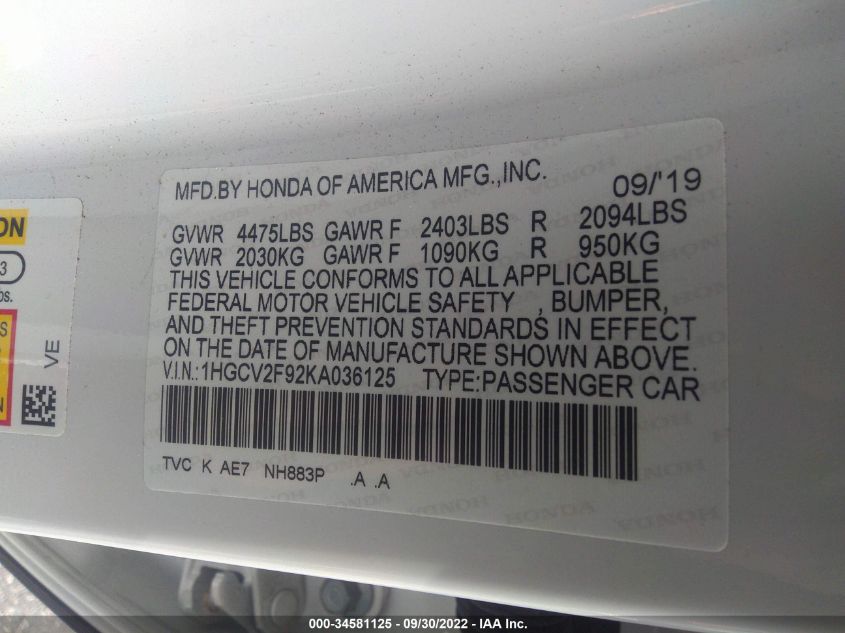 MFD.BY HONDA OF AMERICA MFG.,INC. 09/'19
GVWR 4475LBS GAWR F 2403LBS R 2094LBS
GVWR 2030KG GAWR F 1090KG R 950KG
THIS VEHICLE CONFORMS TO ALL APPLICABLE
FEDERAL MOTOR VEHICLE SAFETY , BUMPER,
AND THEFT PREVENTION STANDARDS IN EFFECT
ON THE DATE OF MANUFACTURE SHOWN ABOVE.
V.I.N.:1HGCV2F92KA036125 TYPE:PASSENGER CAR
TVC K AE7 NH883P .A .A
3
VE
000-34581125 - 09/30/2022 - IAA, Inc.